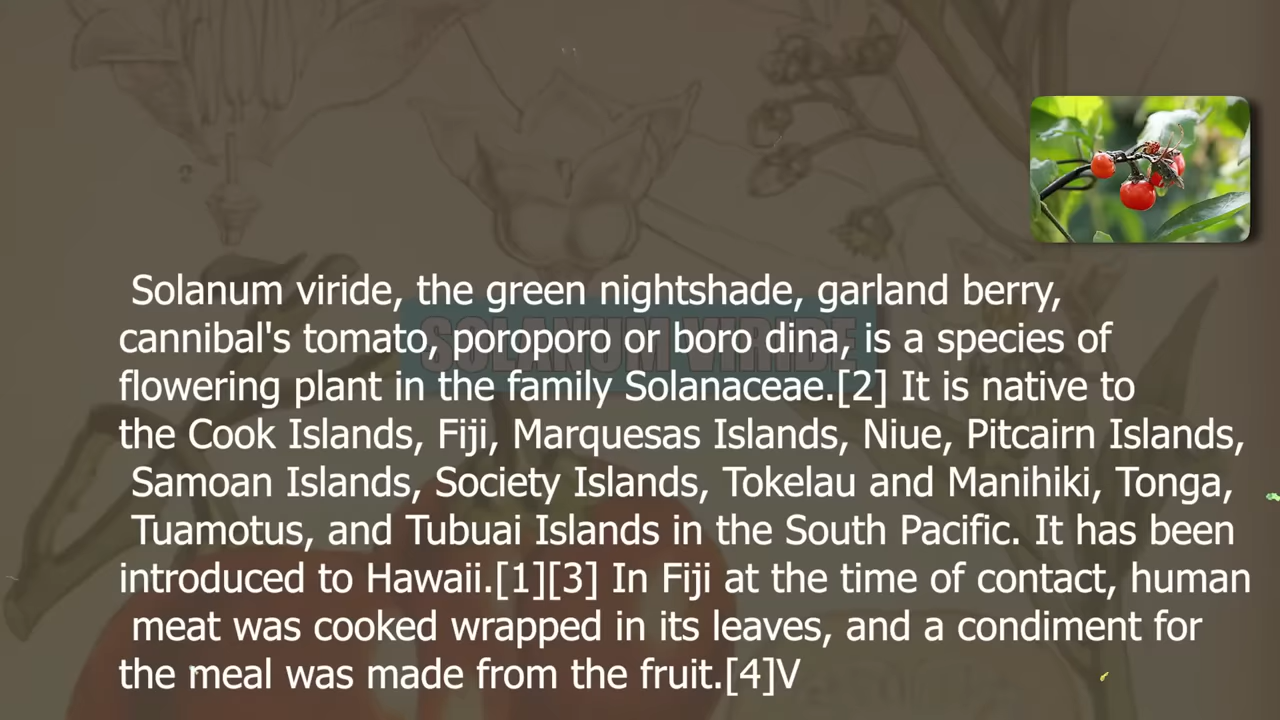 Solanum viride, the green nightshade, garland berry,
cannibal's tomato, poroporo or boro dina, is a species of
flowering plant in the family Solanaceae.[2] It is native to
the Cook Islands, Fiji, Marquesas Islands, Niue, Pitcairn Islands,
Samoan Islands, Society Islands, Tokelau and Manihiki, Tonga,
Tuamotus, and Tubuai Islands in the South Pacific. It has been
introduced to Hawaii.[1][3] In Fiji at the time of contact, human
meat was cooked wrapped in its leaves, and a condiment for
the meal was made from the fruit.[4]V
SOLANUM VIRIDE